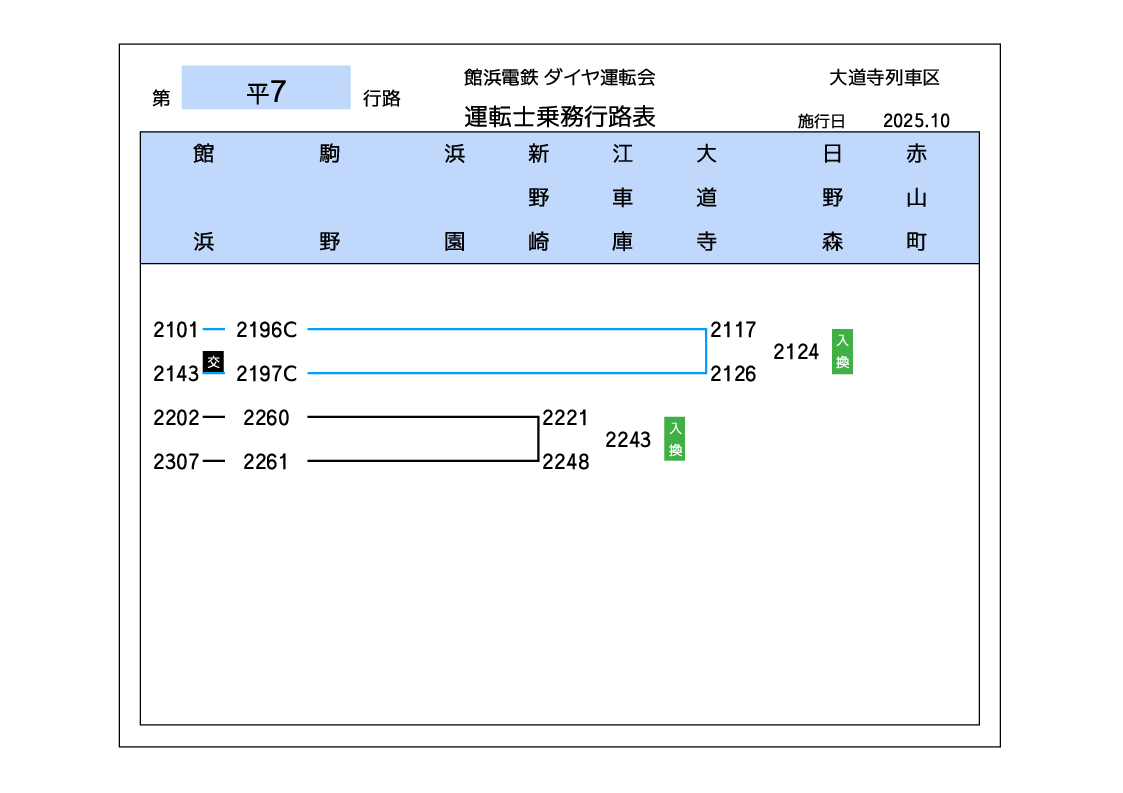 第 平7 行路
館浜電鉄 ダイヤ運転会
運転士乗務行路表
大道寺列車区
施行日 2025.10
館浜 駒野 浜園 新野崎 江車庫 大道寺 日野森 赤山町
2101 2196C 2117
2124 入換
交
2143 2197C 2126
2202 2260 2221
2243 入換
2307 2261 2248